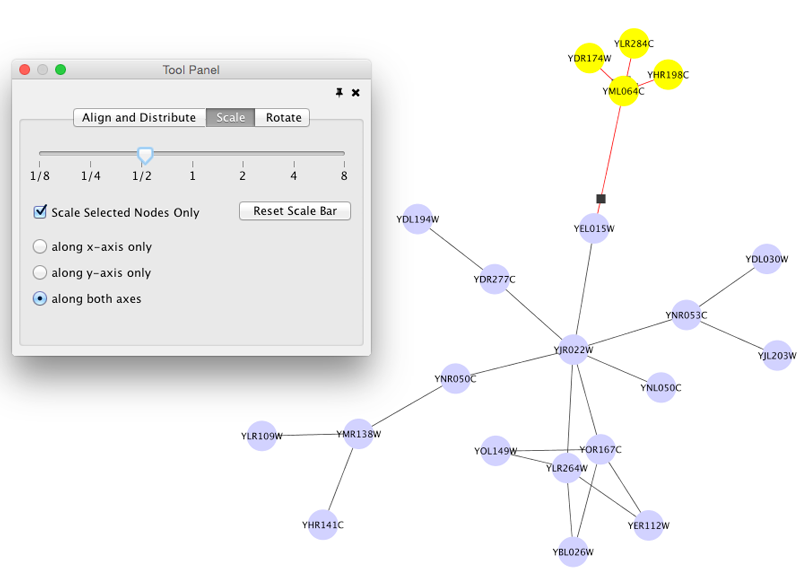 Tool Panel
Align and Distribute Scale Rotate
1/8 1/4 1/2 1 2 4 8
Scale Selected Nodes Only Reset Scale Bar
along x-axis only
along y-axis only
along both axes
YLR284C
YDR174W
YHR198C
YML064C
YDL194W
YEL015W
YDL030W
YDR277C
YNR053C
YJR022W
YJL203W
YNR050C
YNL050C
YLR109W
YMR138W
YOL149W
YOR167C
YLR264W
YHR141C
YER112W
YBL026W